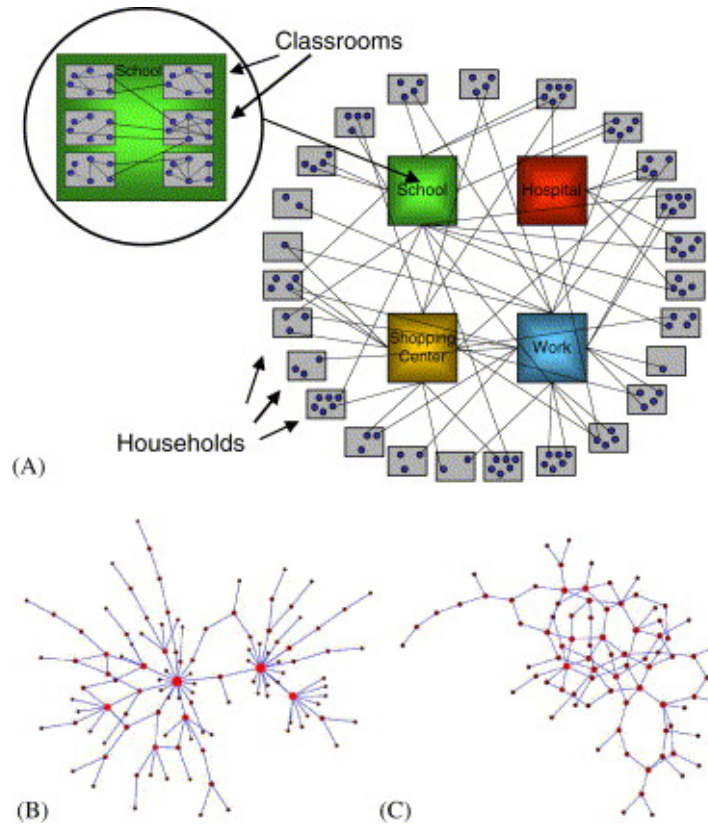 Classrooms
School
School
Hospital
Shopping
Center
Work
Households
(A)
(B)
(C)